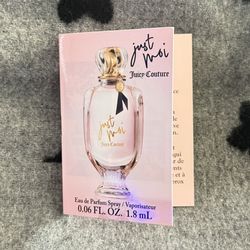 just
moi
Juicy Couture
just
moi
Juicy Couture
Eau de Parfum Spray / Vaporisateur
0.06 FL. OZ. 1.8 mL